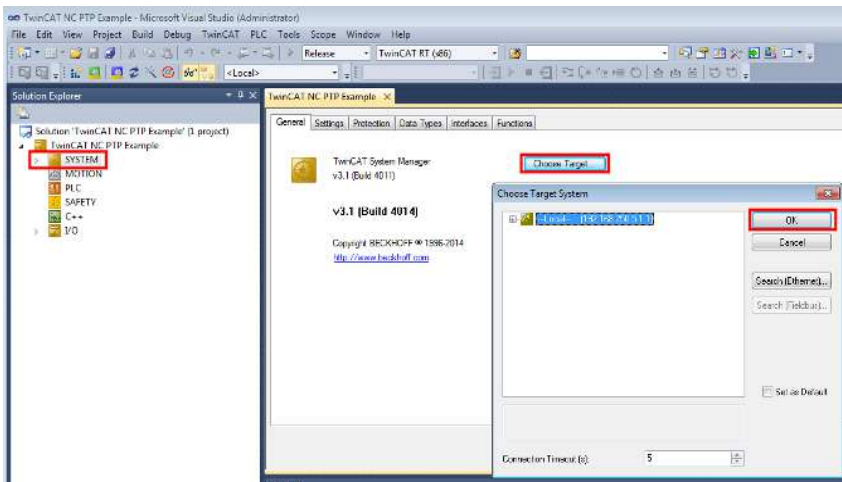 TwinCAT NC PTP Example - Microsoft Visual Studio (Administrator)
File Edit View Project Build Debug TwinCAT PLC Tools Scope Window Help
Release TwinCAT RT (x86)
<Local>
Solution Explorer
TwinCAT NC PTP Example
General Settings Protection Data Types Interfaces Functions
Solution 'TwinCAT NC PTP Example' (1 project)
TwinCAT NC PTP Example
SYSTEM
MOTION
PLC
SAFETY
C++
I/O
TwinCAT System Manager
v3.1 (Build 4011)
Choose Target...
v3.1 (Build 4014)
Copyright BECKHOFF © 1996-2014
http://www.beckhoff.com
Choose Target System
--Local--
OK
Cancel
Search (Ethernet)...
Search (Fieldbus)...
Set as Default
Connection Timeout (s): 5